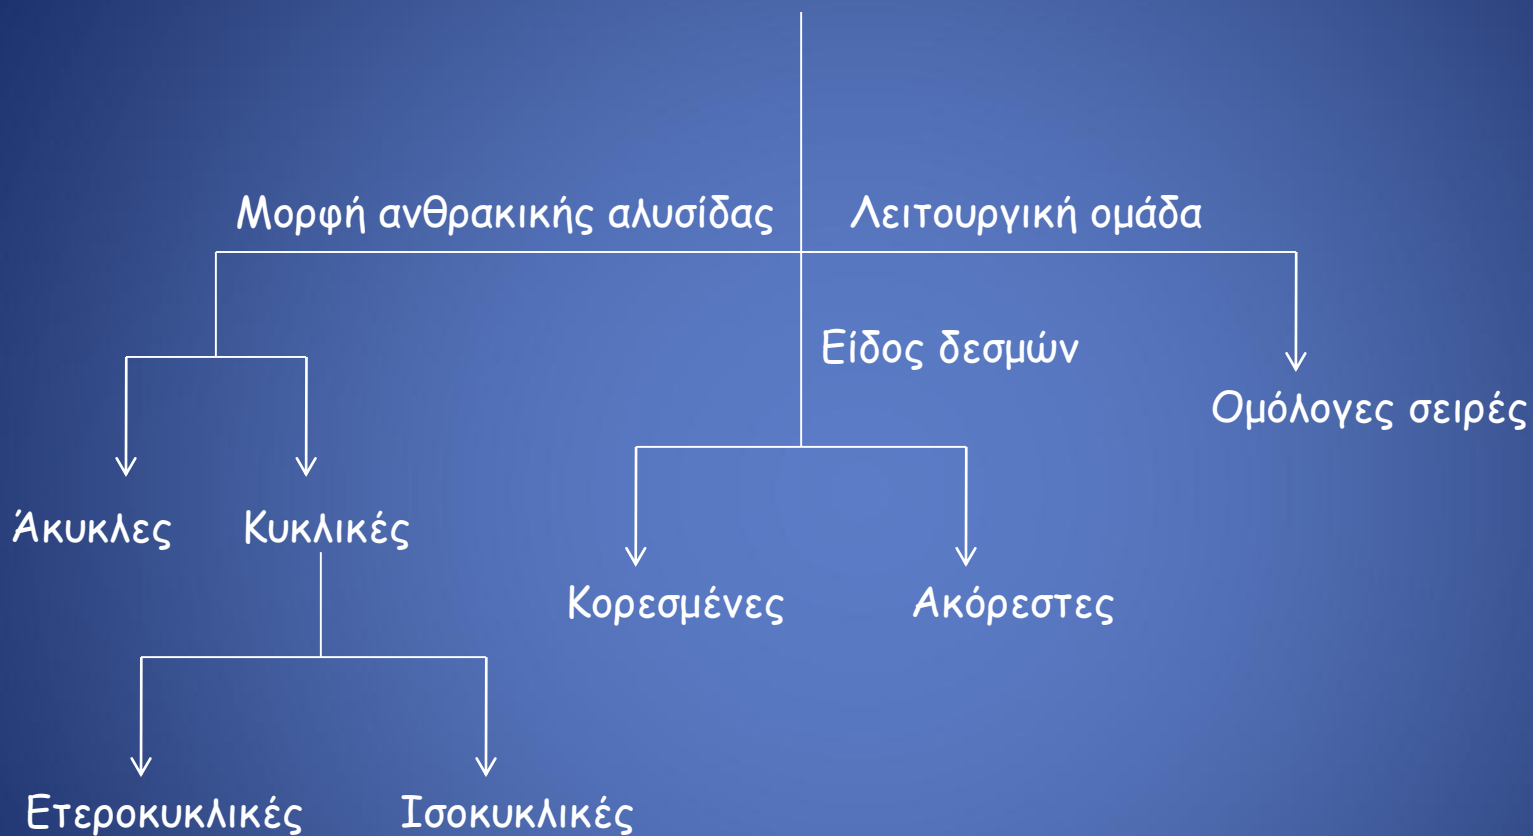 Μορφή ανθρακικής αλυσίδας
Λειτουργική ομάδα
Είδος δεσμών
Ομόλογες σειρές
Άκυκλες
Κυκλικές
Κορεσμένες
Ακόρεστες
Ετεροκυκλικές
Ισοκυκλικές